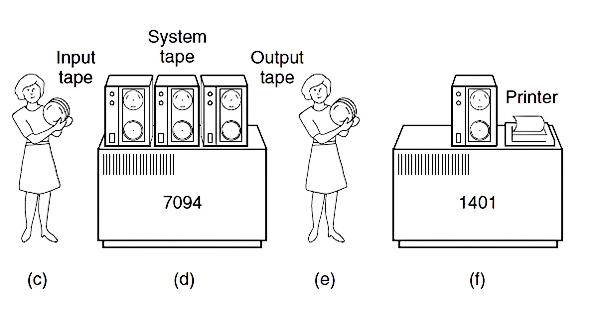 Input
tape
System
tape
Output
tape
Printer
7094
1401
(c)
(d)
(e)
(f)